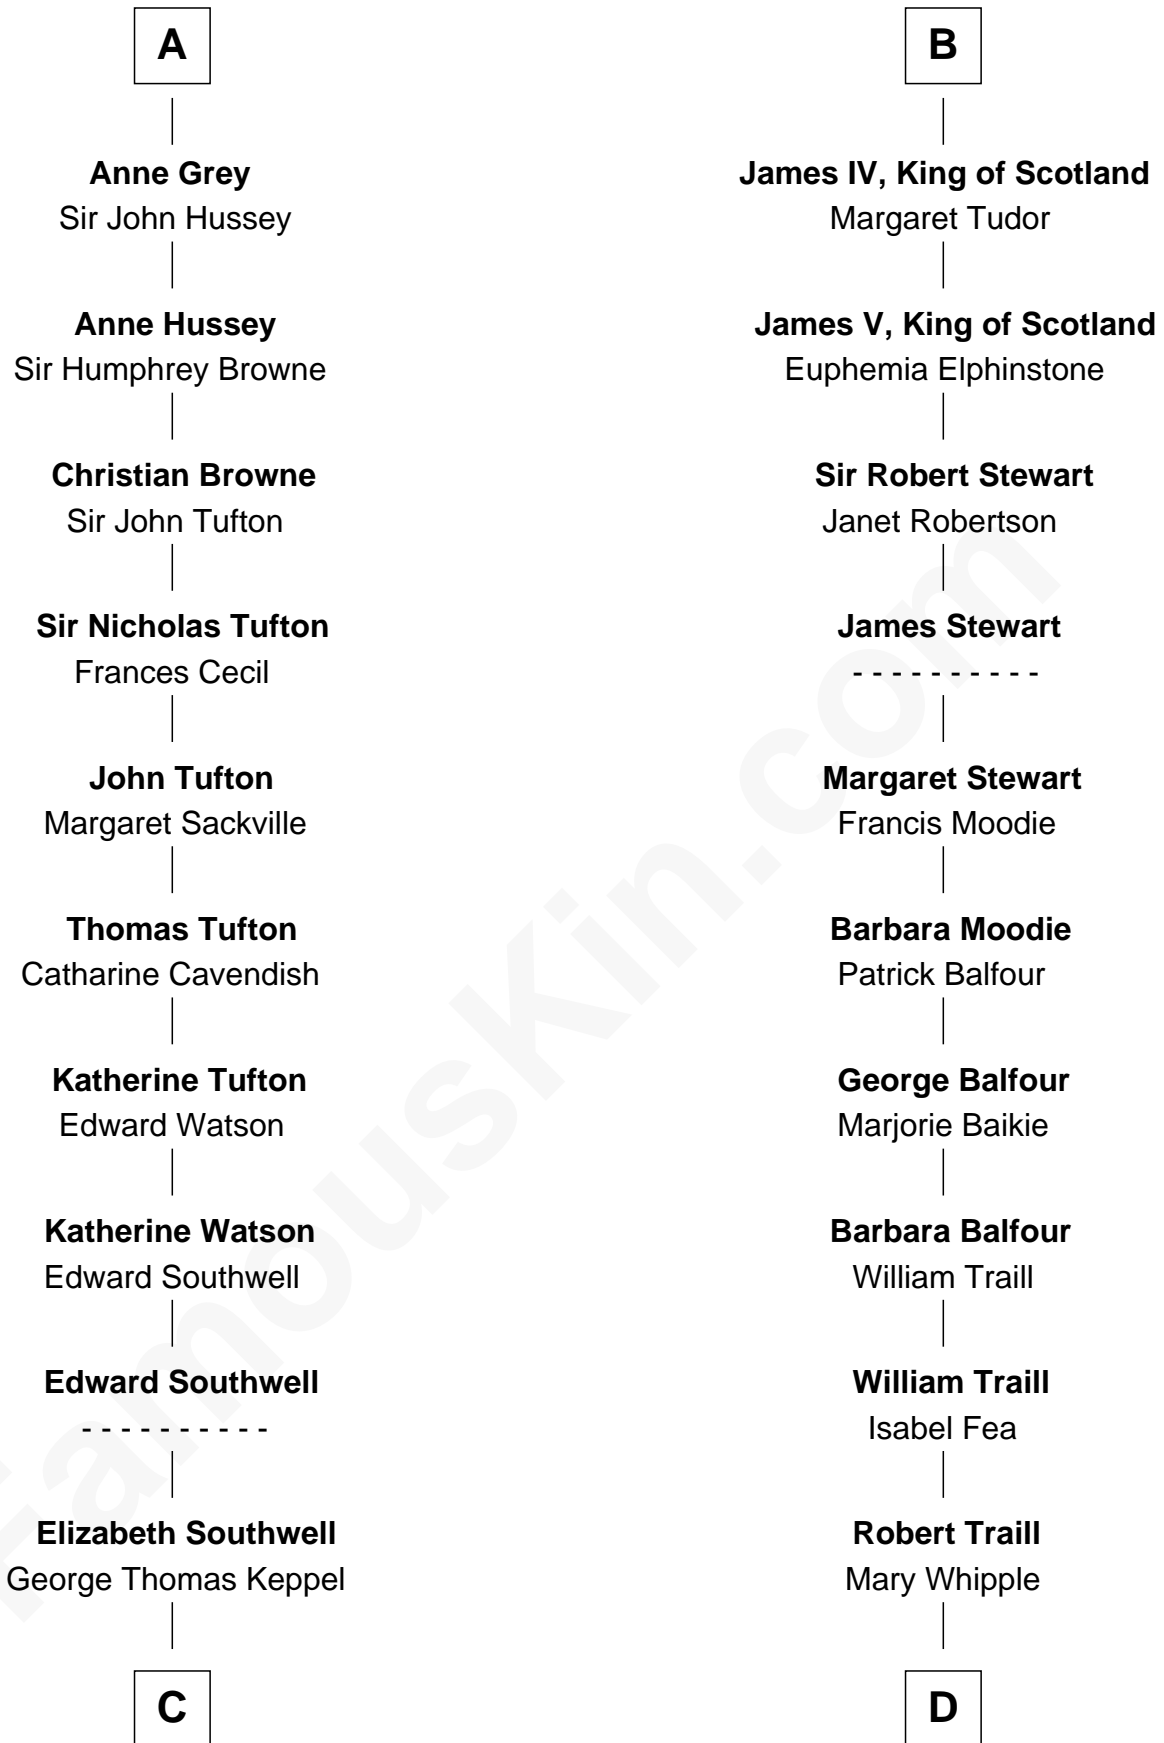 A
Anne Grey
Sir John Hussey
Anne Hussey
Sir Humphrey Browne
Christian Browne
Sir John Tufton
Sir Nicholas Tufton
Frances Cecil
John Tufton
Margaret Sackville
Thomas Tufton
Catharine Cavendish
Katherine Tufton
Edward Watson
Katherine Watson
Edward Southwell
Edward Southwell
- - - - - - - - - -
Elizabeth Southwell
George Thomas Keppel
C
B
James IV, King of Scotland
Margaret Tudor
James V, King of Scotland
Euphemia Elphinstone
Sir Robert Stewart
Janet Robertson
James Stewart
- - - - - - - - - -
Margaret Stewart
Francis Moodie
Barbara Moodie
Patrick Balfour
George Balfour
Marjorie Baikie
Barbara Balfour
William Traill
William Traill
Isabel Fea
Robert Traill
Mary Whipple
D
FamousKin.com